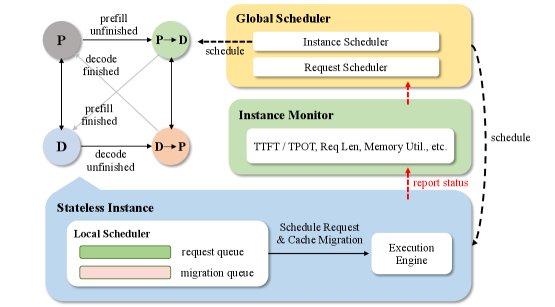 P
prefill
unfinished
P→D
decode
finished
prefill
finished
D
decode
unfinished
D→P
schedule
Global Scheduler
Instance Scheduler
Request Scheduler
Instance Monitor
TTFT / TPOT, Req Len, Memory Util., etc.
schedule
report status
Stateless Instance
Local Scheduler
request queue
migration queue
Schedule Request
& Cache Migration
Execution
Engine